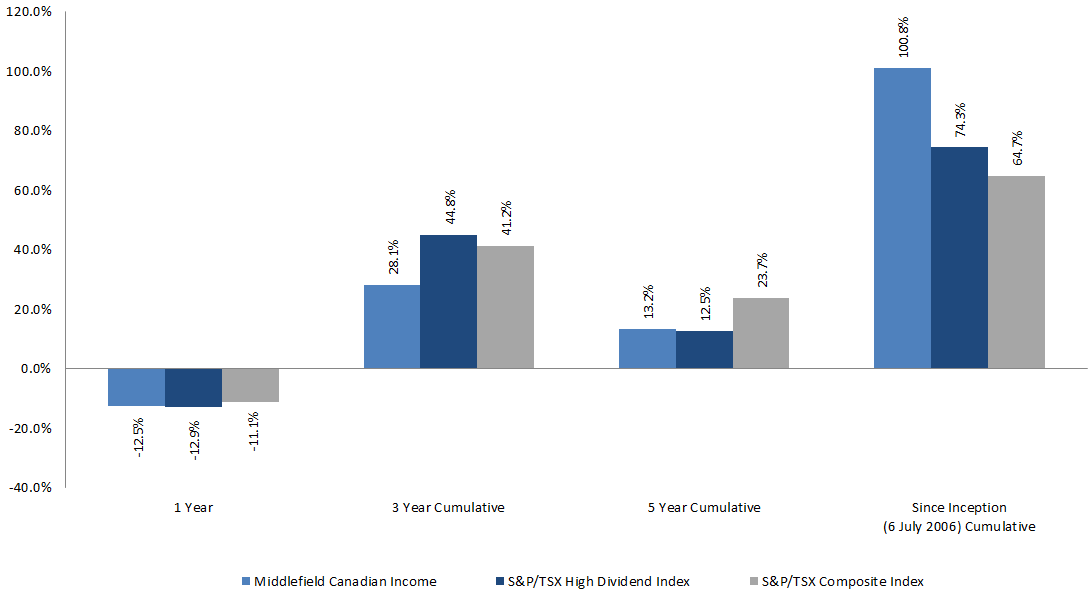 120.0%
100.0%
80.0%
60.0%
40.0%
20.0%
0.0%
-20.0%
-40.0%
-12.5%
-12.9%
-11.1%
28.1%
44.8%
41.2%
13.2%
12.5%
23.7%
100.8%
74.3%
64.7%
1 Year
3 Year Cumulative
5 Year Cumulative
Since Inception
(6 July 2006) Cumulative
Middlefield Canadian Income
S&P/TSX High Dividend Index
S&P/TSX Composite Index